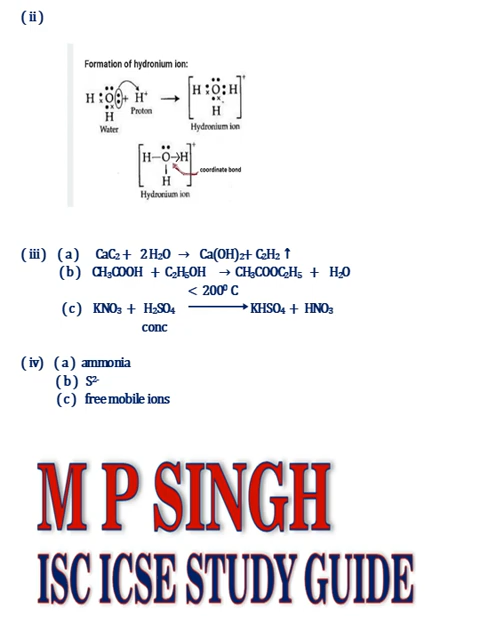 (ii)
Formation of hydronium ion:
H : O : + H⁺ → [H : O : H]⁺
H Proton H
Water Hydronium ion
[H—O→H]⁺
coordinate bond
H
Hydronium ion
(iii) (a) CaC₂ + 2H₂O → Ca(OH)₂ + C₂H₂ ↑
(b) CH₃COOH + C₂H₅OH → CH₃COOC₂H₅ + H₂O
< 200⁰ C
(c) KNO₃ + H₂SO₄ ⟶ KHSO₄ + HNO₃
conc
(iv) (a) ammonia
(b) S²⁻
(c) free mobile ions
M P SINGH
ISC ICSE STUDY GUIDE